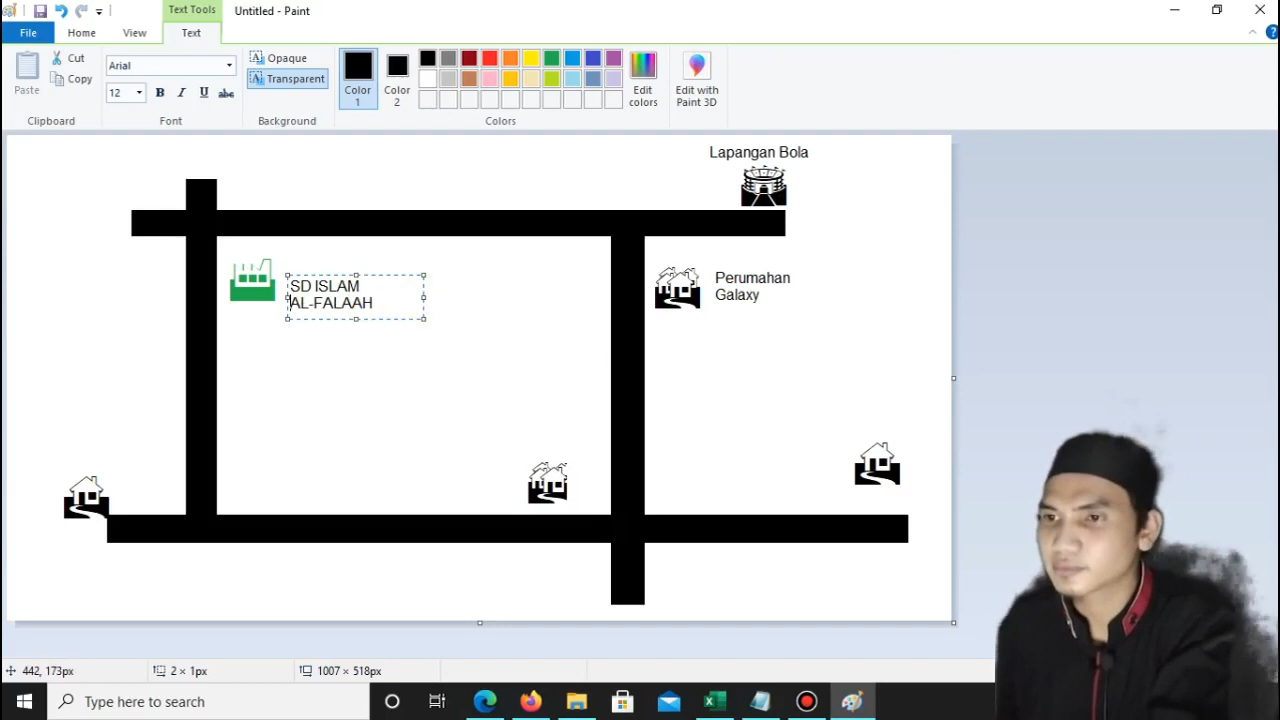 Text Tools
Untitled - Paint
File
Home
View
Text
Paste
Cut
Copy
Clipboard
Arial
12
B I U abc
Font
Opaque
Transparent
Background
Color 1
Color 2
Edit colors
Colors
Edit with Paint 3D
Lapangan Bola
SD ISLAM
AL-FALAAH
Perumahan
Galaxy
442, 173px
2 × 1px
1007 × 518px
Type here to search